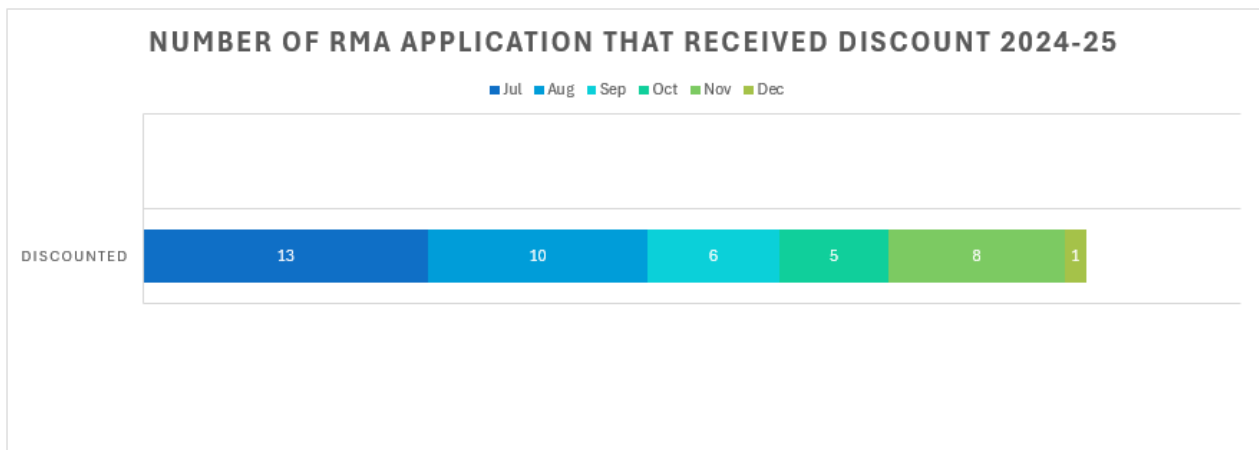 NUMBER OF RMA APPLICATION THAT RECEIVED DISCOUNT 2024-25
Jul Aug Sep Oct Nov Dec
DISCOUNTED 13 10 6 5 8 1